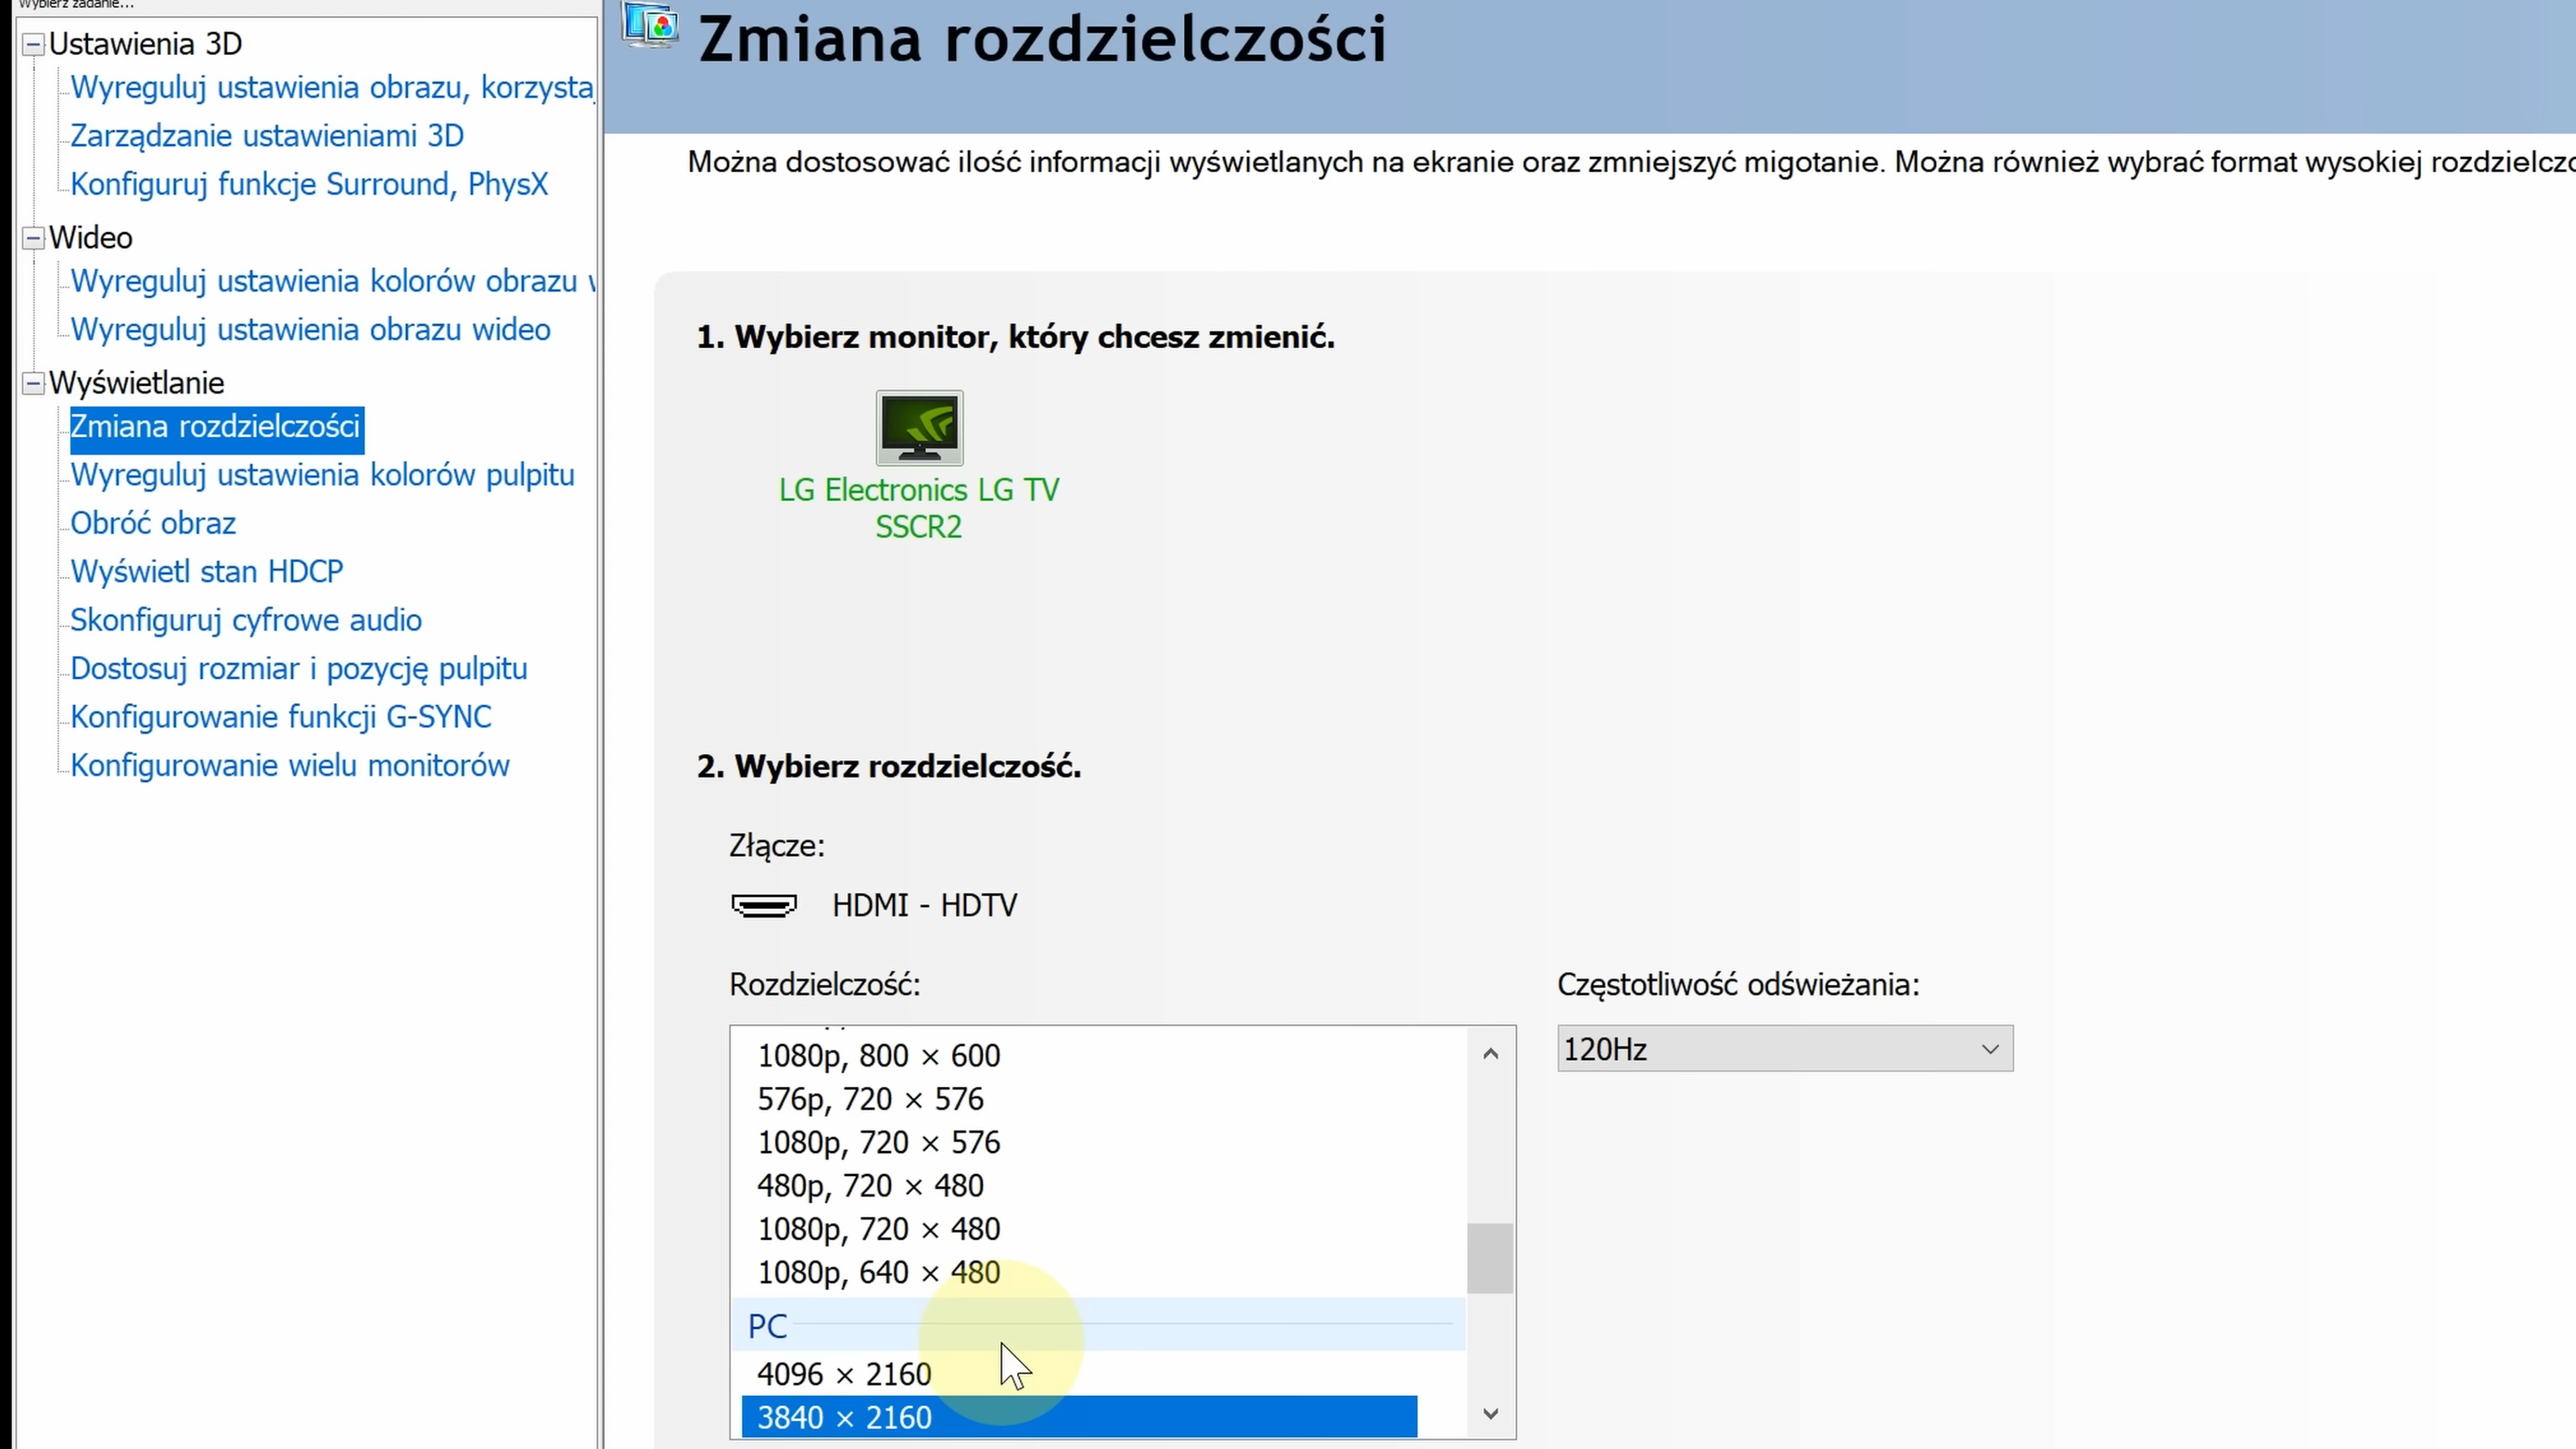 Wybierz zadanie...
Ustawienia 3D
Wyreguluj ustawienia obrazu, korzystaj
Zarządzanie ustawieniami 3D
Konfiguruj funkcje Surround, PhysX
Wideo
Wyreguluj ustawienia kolorów obrazu
Wyreguluj ustawienia obrazu wideo
Wyświetlanie
Zmiana rozdzielczości
Wyreguluj ustawienia kolorów pulpitu
Obróć obraz
Wyświetl stan HDCP
Skonfiguruj cyfrowe audio
Dostosuj rozmiar i pozycję pulpitu
Konfigurowanie funkcji G-SYNC
Konfigurowanie wielu monitorów
Zmiana rozdzielczości
Można dostosować ilość informacji wyświetlanych na ekranie oraz zmniejszyć migotanie. Można również wybrać format wysokiej
1. Wybierz monitor, który chcesz zmienić.
LG Electronics LG TV
SSCR2
2. Wybierz rozdzielczość.
Złącze:
HDMI - HDTV
Rozdzielczość:
Częstotliwość odświeżania:
120Hz
1080p, 800 × 600
576p, 720 × 576
1080p, 720 × 576
480p, 720 × 480
1080p, 720 × 480
1080p, 640 × 480
PC
4096 × 2160
3840 × 2160